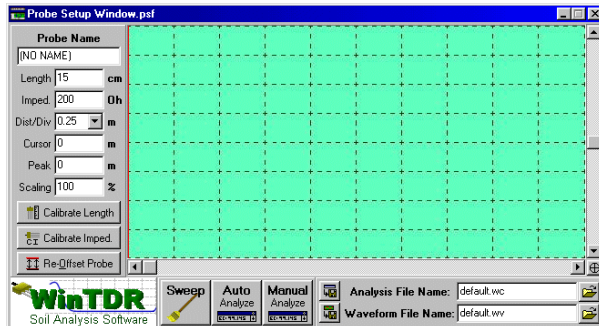 Probe Setup Window.psf
Probe Name
(NO NAME)
Length 15 cm
Imped. 200 Oh
Dist/Div 0.25 m
Cursor 0 m
Peak 0 m
Scaling 100 %
Calibrate Length
CI Calibrate Imped.
Re-Offset Probe
WinTDR
Soil Analysis Software
Sweep
Auto
Analyze
Manual
Analyze
Analysis File Name: default.wc
Waveform File Name: default.wv